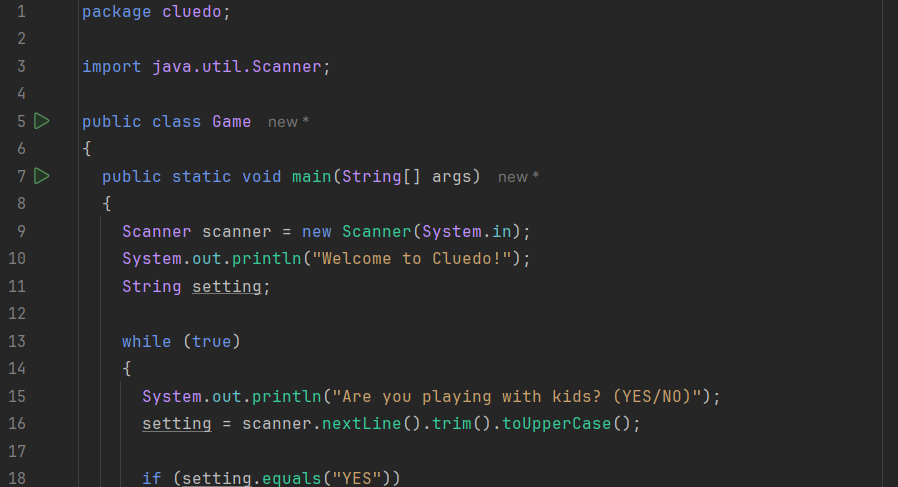 1 package cluedo;
2
3 import java.util.Scanner;
4
5 public class Game new *
6 {
7 public static void main(String[] args) new *
8 {
9 Scanner scanner = new Scanner(System.in);
10 System.out.println("Welcome to Cluedo!");
11 String setting;
12
13 while (true)
14 {
15 System.out.println("Are you playing with kids? (YES/NO)");
16 setting = scanner.nextLine().trim().toUpperCase();
17
18 if (setting.equals("YES"))